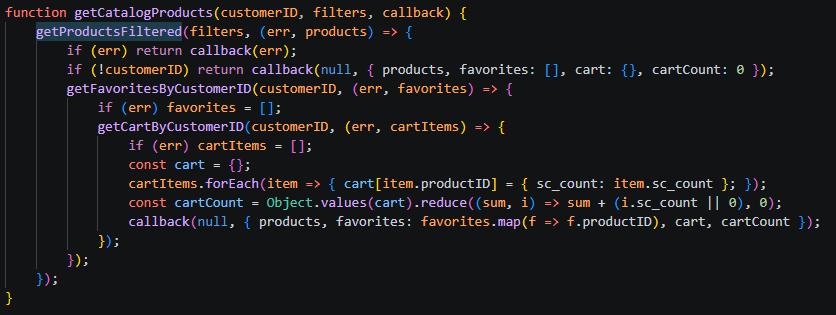 function getCatalogProducts(customerID, filters, callback) {
    getProductsFiltered(filters, (err, products) => {
        if (err) return callback(err);
        if (!customerID) return callback(null, { products, favorites: [], cart: {}, cartCount: 0 });
        getFavoritesByCustomerID(customerID, (err, favorites) => {
            if (err) favorites = [];
            getCartByCustomerID(customerID, (err, cartItems) => {
                if (err) cartItems = [];
                const cart = {};
                cartItems.forEach(item => { cart[item.productID] = { sc_count: item.sc_count }; });
                const cartCount = Object.values(cart).reduce((sum, i) => sum + (i.sc_count || 0), 0);
                callback(null, { products, favorites: favorites.map(f => f.productID), cart, cartCount });
            });
        });
    });
}